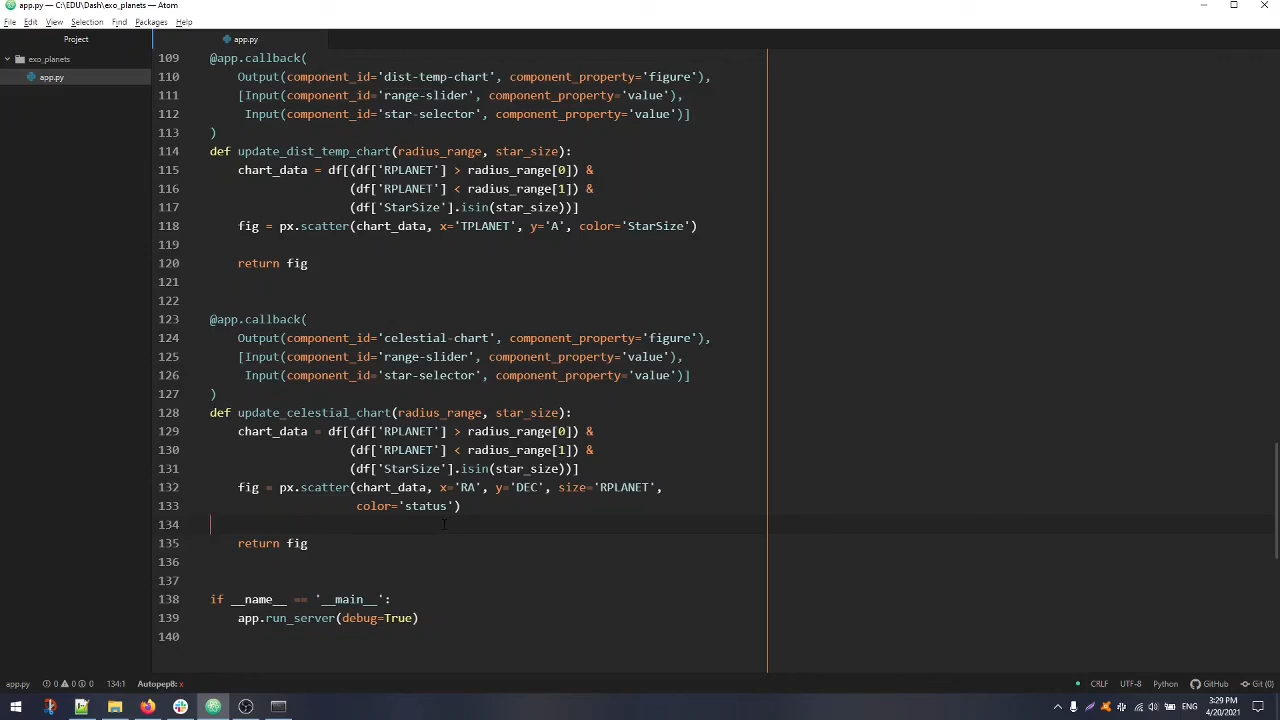 app.py — C:\EDU\Dash\exo_planets — Atom
File Edit View Selection Find Packages Help
Project
app.py
exo_planets
app.py
109 @app.callback(
110     Output(component_id='dist-temp-chart', component_property='figure'),
111     [Input(component_id='range-slider', component_property='value'),
112      Input(component_id='star-selector', component_property='value')]
113 )
114 def update_dist_temp_chart(radius_range, star_size):
115     chart_data = df[(df['RPLANET'] > radius_range[0]) &
116                     (df['RPLANET'] < radius_range[1]) &
117                     (df['StarSize'].isin(star_size))]
118     fig = px.scatter(chart_data, x='TPLANET', y='A', color='StarSize')
119
120     return fig
121
122
123 @app.callback(
124     Output(component_id='celestial-chart', component_property='figure'),
125     [Input(component_id='range-slider', component_property='value'),
126      Input(component_id='star-selector', component_property='value')]
127 )
128 def update_celestial_chart(radius_range, star_size):
129     chart_data = df[(df['RPLANET'] > radius_range[0]) &
130                     (df['RPLANET'] < radius_range[1]) &
131                     (df['StarSize'].isin(star_size))]
132     fig = px.scatter(chart_data, x='RA', y='DEC', size='RPLANET',
133                      color='status')
134
135     return fig
136
137
138 if __name__ == '__main__':
139     app.run_server(debug=True)
140
app.py 0 0 0 134:1 Autopep8: x CRLF UTF-8 Python GitHub Git (0)
ENG
3:29 PM
4/20/2021